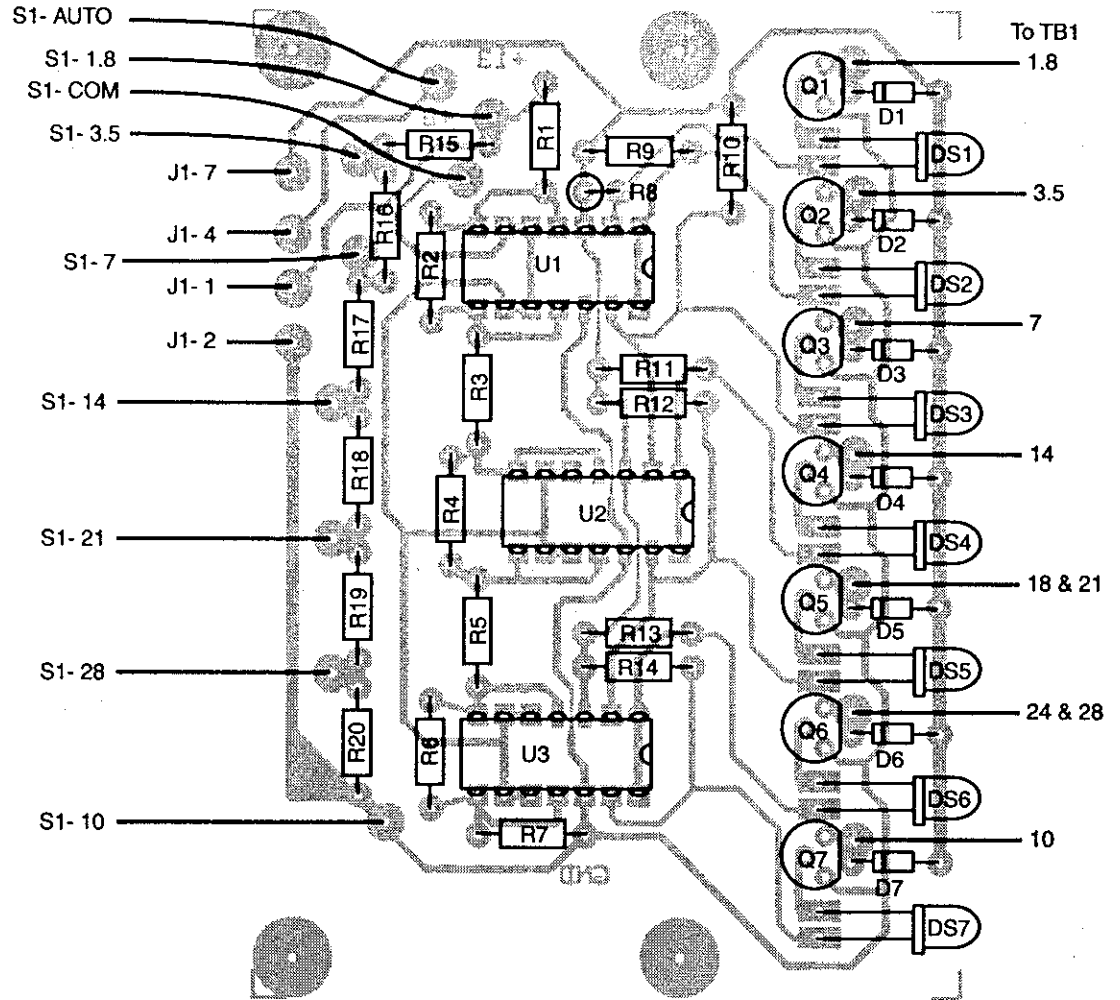 S1- AUTO
S1- 1.8
S1- COM
S1- 3.5
J1- 7
J1- 4
S1- 7
J1- 1
J1- 2
S1- 14
S1- 21
S1- 28
S1- 10
+13
R15
R16
R17
R18
R19
R20
R1
R2
R3
R4
R5
R6
R7
R8
R9
R10
R11
R12
R13
R14
U1
U2
U3
GND
To TB1
1.8
Q1
D1
DS1
3.5
Q2
D2
DS2
7
Q3
D3
DS3
14
Q4
D4
DS4
18 & 21
Q5
D5
DS5
24 & 28
Q6
D6
DS6
10
Q7
D7
DS7